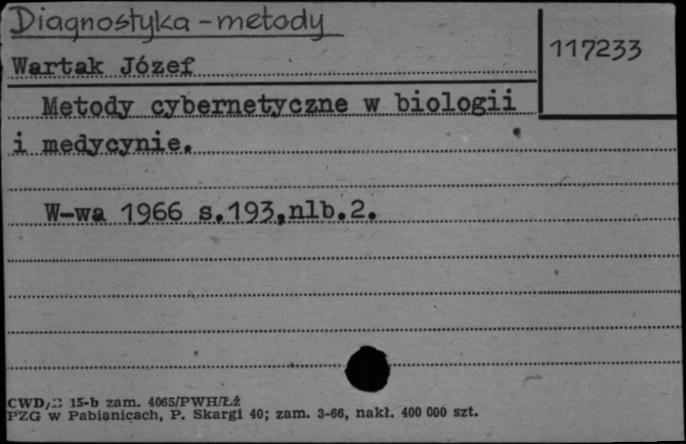 Diagnostyka - metody
117233
Wartak Józef
Metody cybernetyczne w biologii
i medycynie.
W-wa 1966 s.193,nlb.2.
CWD/ 15-b zam. 4065/PWH/Łź
PZG w Pabianicach, P. Skargi 40; zam. 3-66, nakł. 400 000 szt.